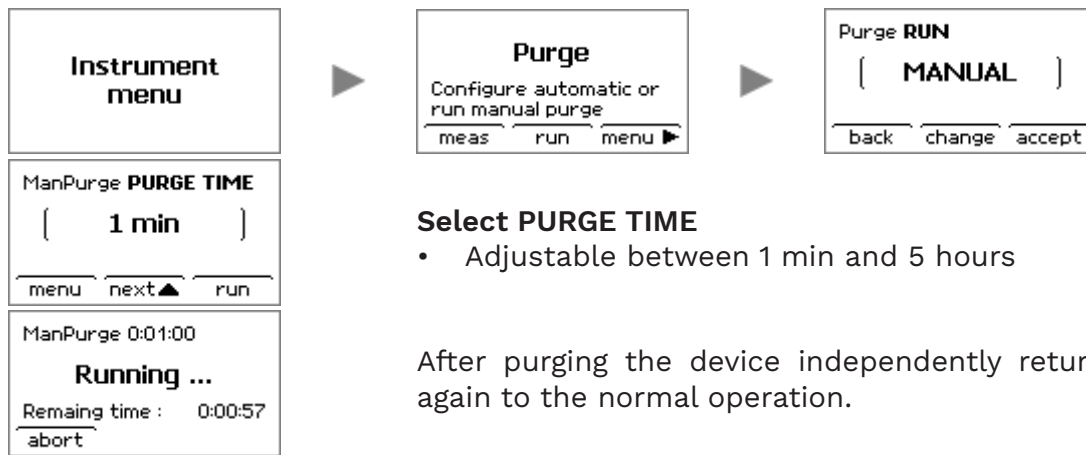 Instrument
menu
Purge
Configure automatic or
run manual purge
meas run menu ▶
Purge RUN
[ MANUAL ]
back change accept
ManPurge PURGE TIME
[ 1 min ]
menu next▲ run
Select PURGE TIME
• Adjustable between 1 min and 5 hours
ManPurge 0:01:00
Running ...
Remaing time : 0:00:57
abort
After purging the device independently retur
again to the normal operation.